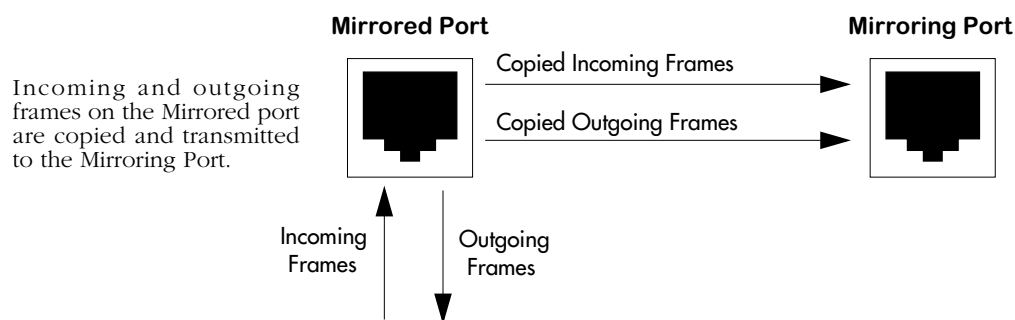 Mirrored Port
Mirroring Port
Incoming and outgoing
frames on the Mirrored port
are copied and transmitted
to the Mirroring Port.
Copied Incoming Frames
Copied Outgoing Frames
Incoming
Frames
Outgoing
Frames